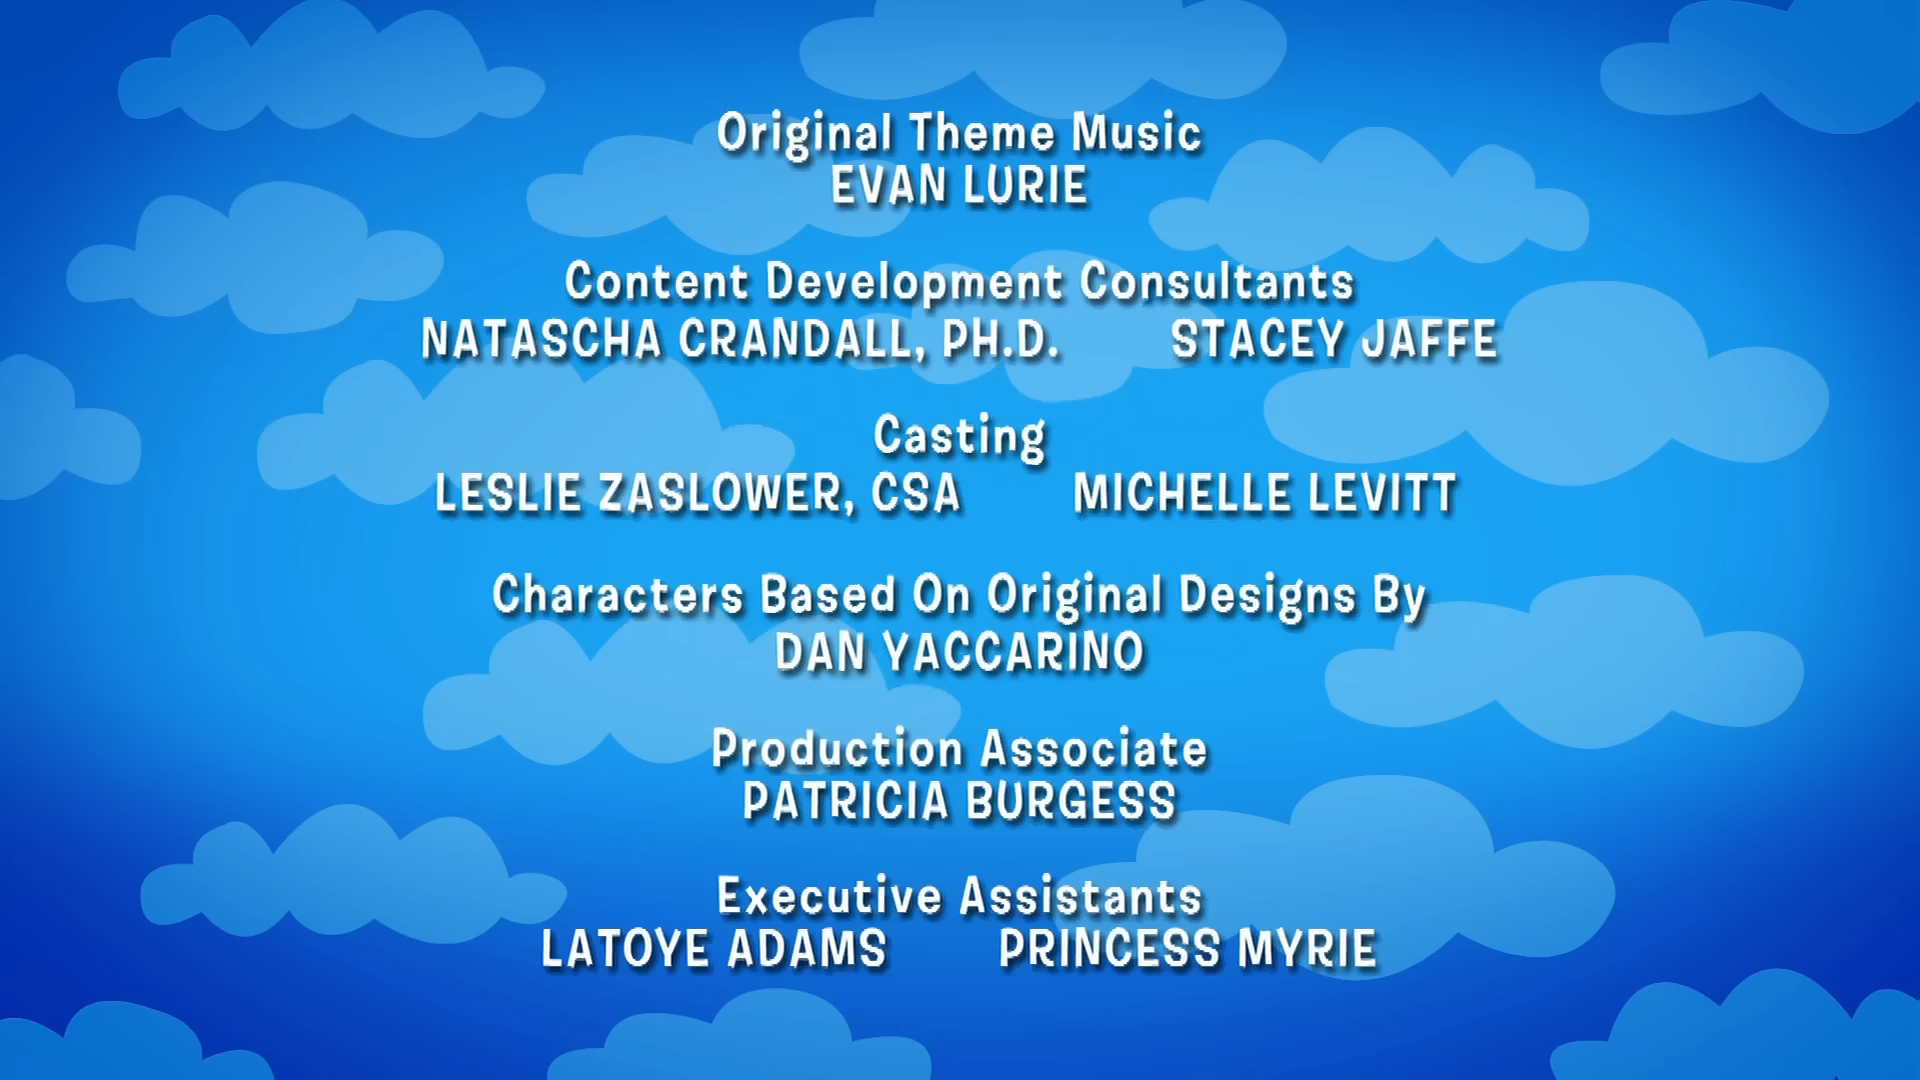 Original Theme Music
EVAN LURIE
Content Development Consultants
NATASCHA CRANDALL, PH.D. STACEY JAFFE
Casting
LESLIE ZASLOWER, CSA MICHELLE LEVITT
Characters Based On Original Designs By
DAN YACCARINO
Production Associate
PATRICIA BURGESS
Executive Assistants
LATOYE ADAMS PRINCESS MYRIE